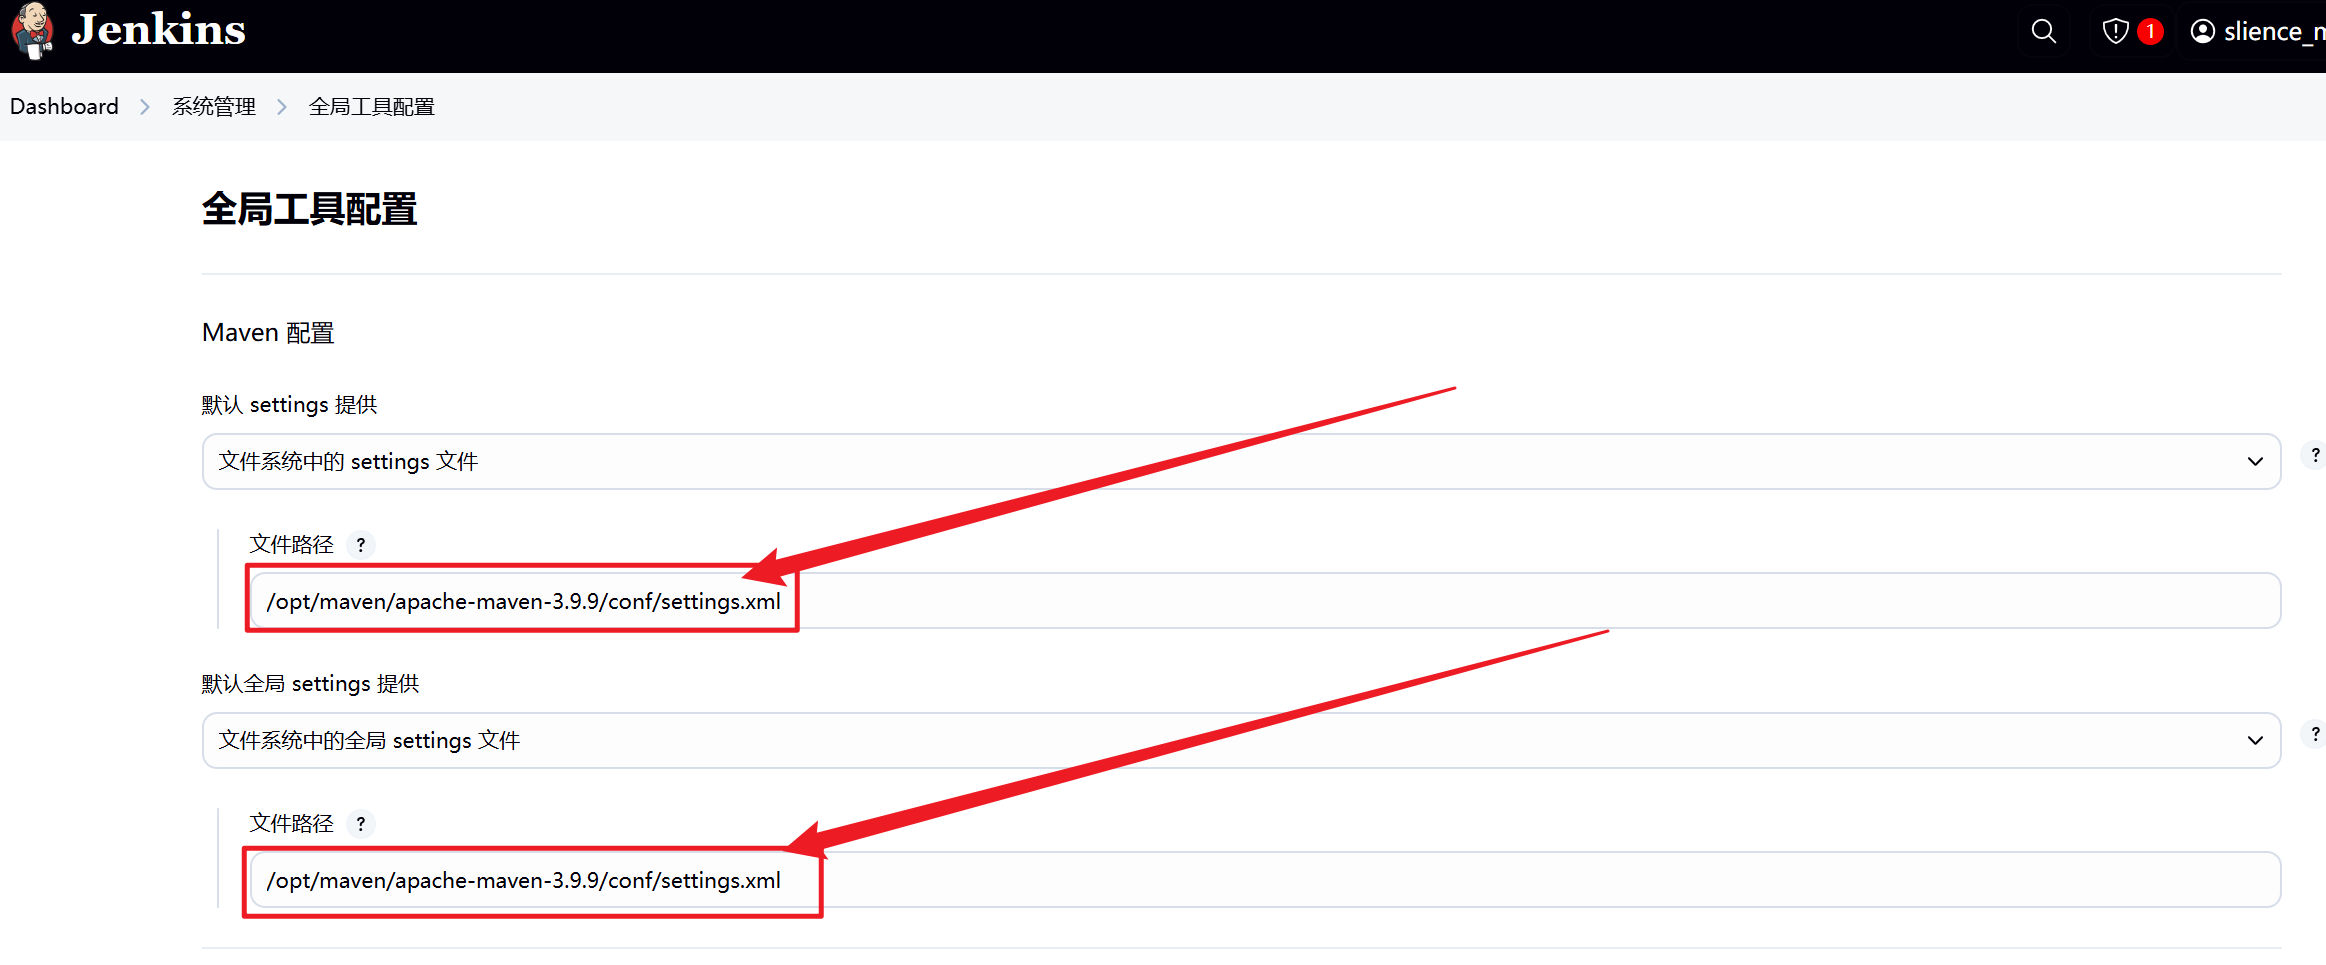 Jenkins
1
slience_
Dashboard > 系统管理 > 全局工具配置
全局工具配置
Maven 配置
默认 settings 提供
文件系统中的 settings 文件
?
文件路径 ?
/opt/maven/apache-maven-3.9.9/conf/settings.xml
默认全局 settings 提供
文件系统中的全局 settings 文件
?
文件路径 ?
/opt/maven/apache-maven-3.9.9/conf/settings.xml